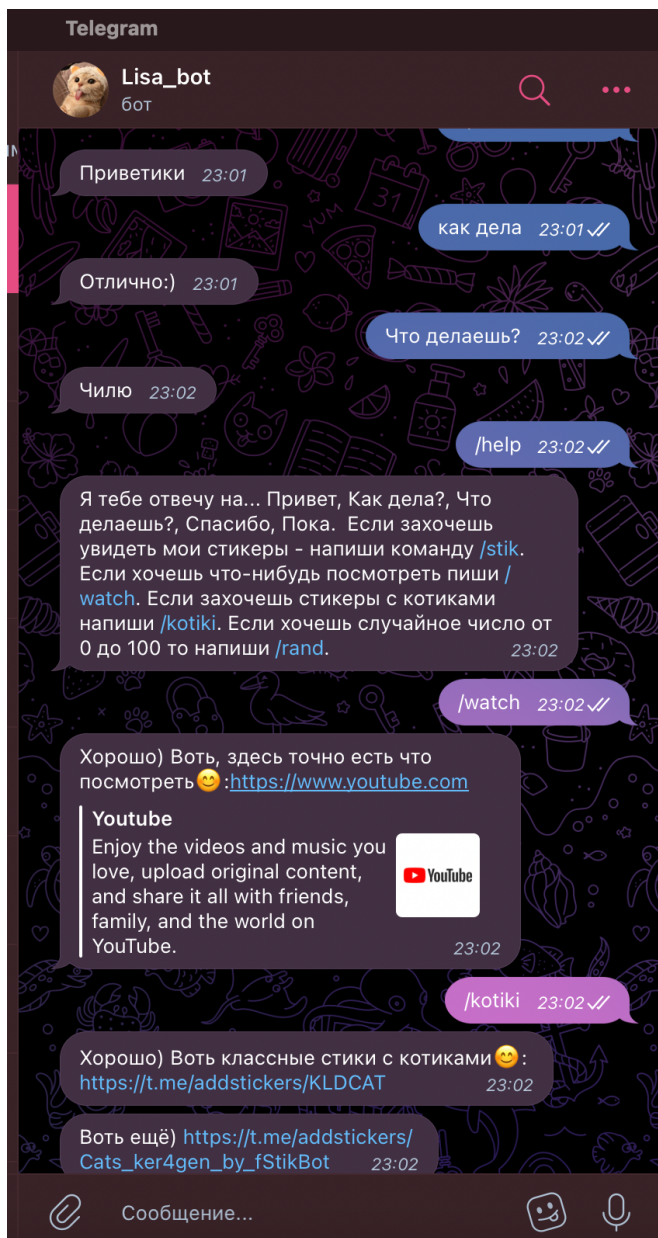 Telegram
Lisa_bot
бот
Приветики 23:01
как дела 23:01
Отлично:) 23:01
Что делаешь? 23:02
Чилю 23:02
/help 23:02
Я тебе отвечу на... Привет, Как дела?, Что
делаешь?, Спасибо, Пока. Если захочешь
увидеть мои стикеры - напиши команду /stik.
Если хочешь что-нибудь посмотреть пиши /
watch. Если захочешь стикеры с котиками
напиши /kotiki. Если хочешь случайное число от
0 до 100 то напиши /rand. 23:02
/watch 23:02
Хорошо) Воть, здесь точно есть что
посмотреть😊:https://www.youtube.com
Youtube
Enjoy the videos and music you
love, upload original content,
and share it all with friends,
family, and the world on
YouTube.
YouTube
23:02
/kotiki 23:02
Хорошо) Воть классные стики с котиками😊:
https://t.me/addstickers/KLDCAT 23:02
Воть ещё) https://t.me/addstickers/
Cats_ker4gen_by_fStikBot 23:02
Сообщение...